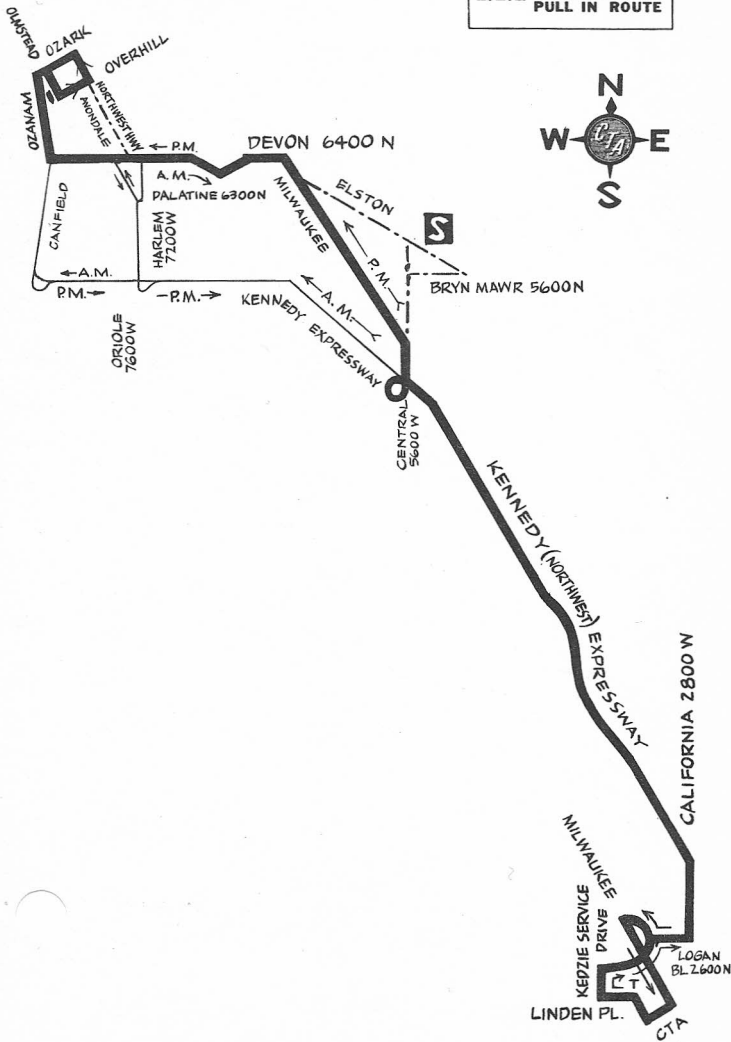 PULL IN ROUTE
OLMSTEAD
OZARK
OVERHILL
OZANAM
AVONDALE
NORTHWEST HWY
N
W
CTA
E
S
P.M.
DEVON 6400 N
A.M.
PALATINE 6300N
ELSTON
S
CANFIELD
HARLEM
7200W
MILWAUKEE
P.M.
A.M.
P.M.
P.M.
A.M.
BRYN MAWR 5600N
KENNEDY EXPRESSWAY
ORIOLE
7600W
CENTRAL
5600 W
KENNEDY (NORTHWEST) EXPRESSWAY
CALIFORNIA 2800 W
MILWAUKEE
KEDZIE SERVICE
DRIVE
LOGAN
BL 2600N
L T
LINDEN PL.
CTA